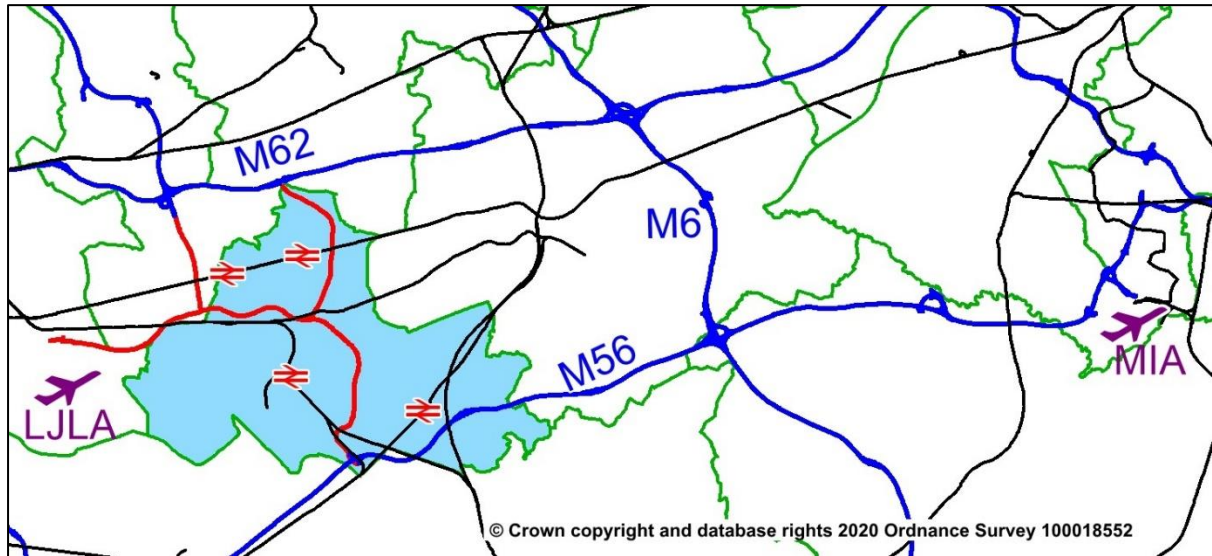 M62
M6
M56
MIA
LJLA
© Crown copyright and database rights 2020 Ordnance Survey 100018552